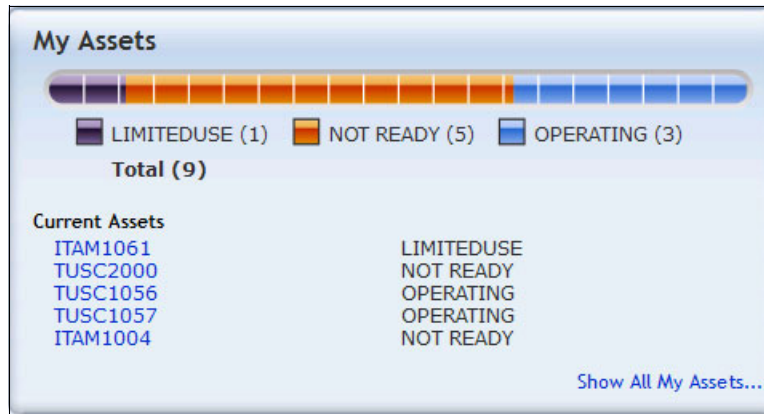 My Assets
LIMITEDUSE (1) NOT READY (5) OPERATING (3)
Total (9)
Current Assets
ITAM1061 LIMITEDUSE
TUSC2000 NOT READY
TUSC1056 OPERATING
TUSC1057 OPERATING
ITAM1004 NOT READY
Show All My Assets...